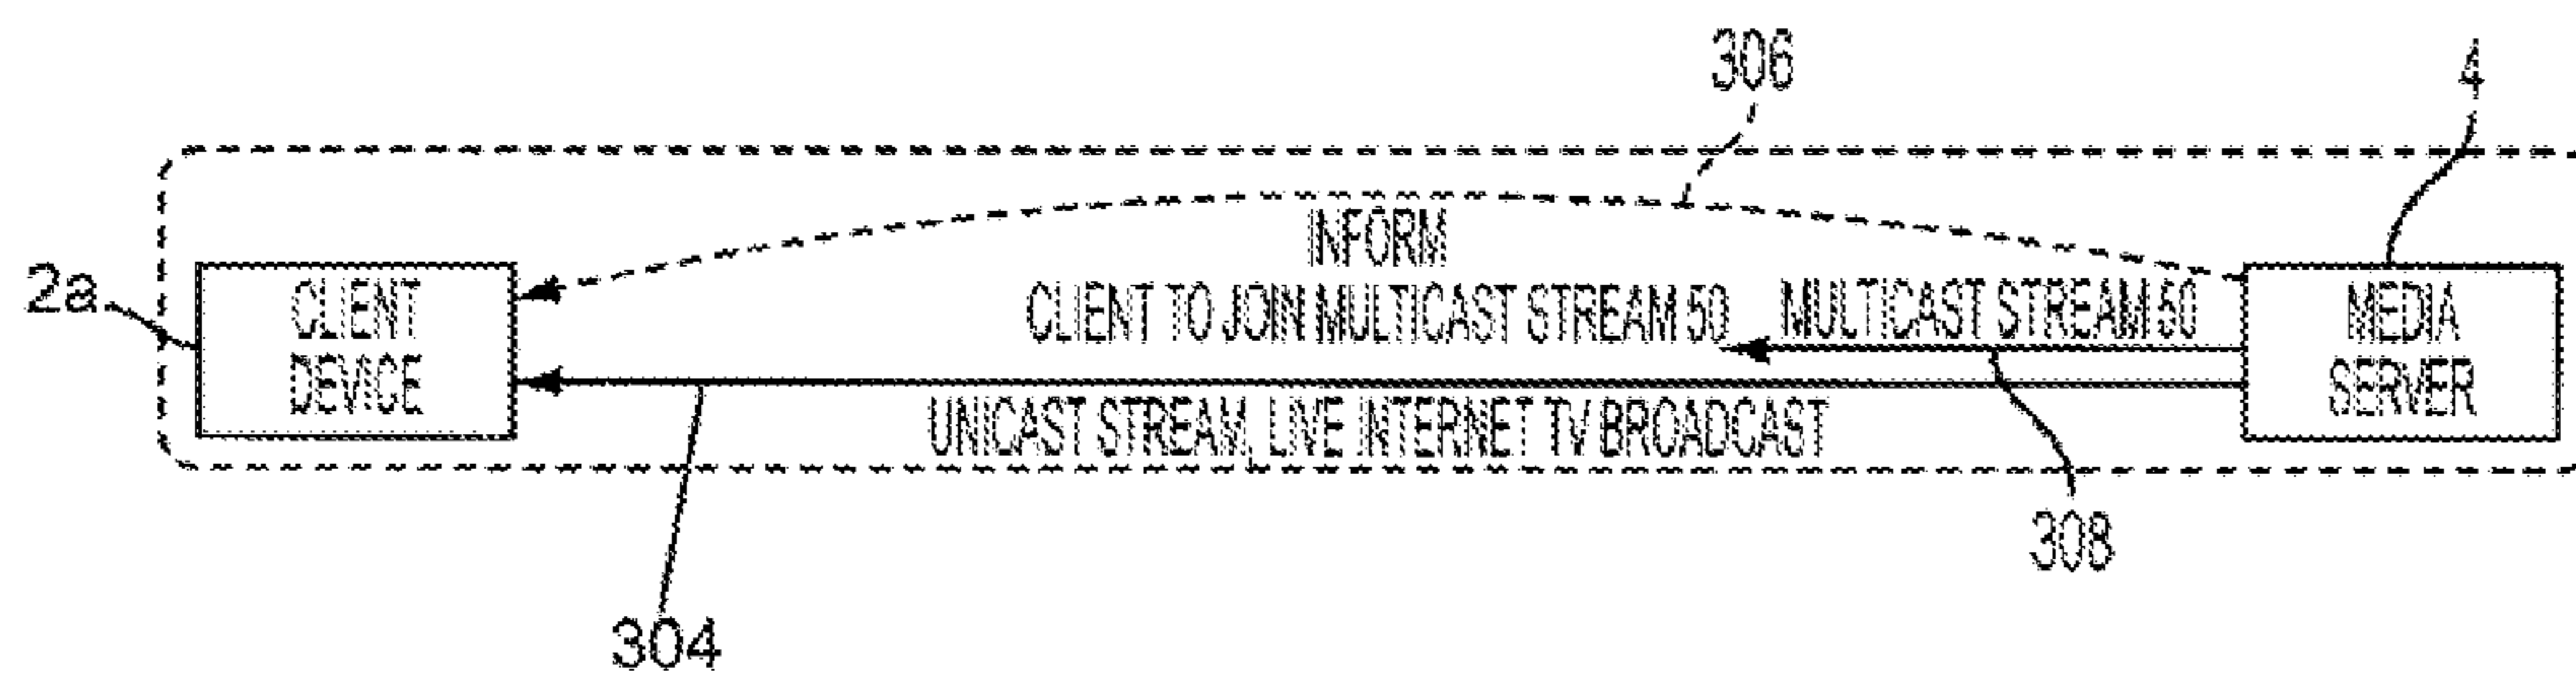 306
4
INFORM
CLIENT TO JOIN MULTICAST STREAM 50
MULTICAST STREAM 50
2a
CLIENT
DEVICE
MEDIA
SERVER
UNICAST STREAM, LIVE INTERNET TV BROADCAST
308
304